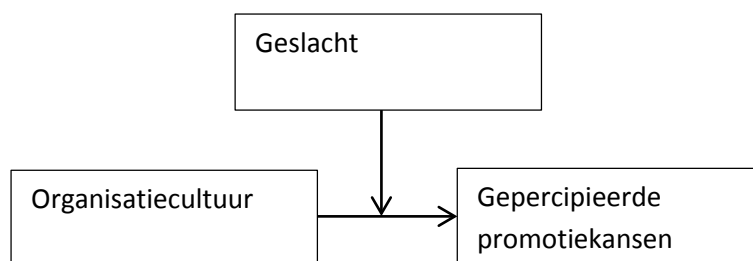 Geslacht
Organisatiecultuur
Gepercipieerde
promotiekansen